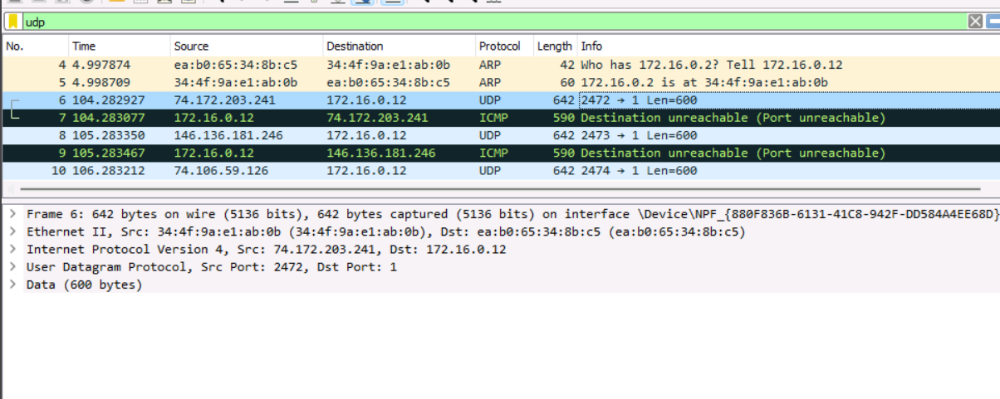 udp
No. Time Source Destination Protocol Length Info
4 4.997874 ea:b0:65:34:8b:c5 34:4f:9a:e1:ab:0b ARP 42 Who has 172.16.0.2? Tell 172.16.0.12
5 4.998709 34:4f:9a:e1:ab:0b ea:b0:65:34:8b:c5 ARP 60 172.16.0.2 is at 34:4f:9a:e1:ab:0b
6 104.282927 74.172.203.241 172.16.0.12 UDP 642 2472 → 1 Len=600
7 104.283077 172.16.0.12 74.172.203.241 ICMP 590 Destination unreachable (Port unreachable)
8 105.283350 146.136.181.246 172.16.0.12 UDP 642 2473 → 1 Len=600
9 105.283467 172.16.0.12 146.136.181.246 ICMP 590 Destination unreachable (Port unreachable)
10 106.283212 74.106.59.126 172.16.0.12 UDP 642 2474 → 1 Len=600
Frame 6: 642 bytes on wire (5136 bits), 642 bytes captured (5136 bits) on interface \Device\NPF_{880F836B-6131-41C8-942F-DD584A4EE68D}
Ethernet II, Src: 34:4f:9a:e1:ab:0b (34:4f:9a:e1:ab:0b), Dst: ea:b0:65:34:8b:c5 (ea:b0:65:34:8b:c5)
Internet Protocol Version 4, Src: 74.172.203.241, Dst: 172.16.0.12
User Datagram Protocol, Src Port: 2472, Dst Port: 1
Data (600 bytes)